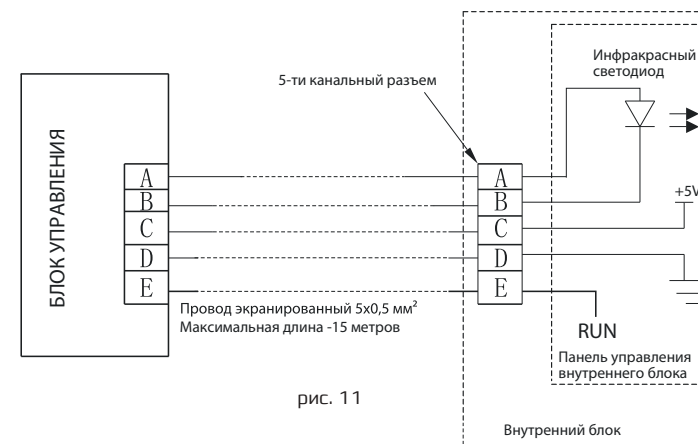 Инфракрасный
светодиод
5-ти канальный разъем
БЛОК УПРАВЛЕНИЯ
A
B
C
D
E
A
B
C
D
E
+5V
Провод экранированный 5x0,5 мм²
Максимальная длина -15 метров
RUN
Панель управления
внутреннего блока
рис. 11
Внутренний блок